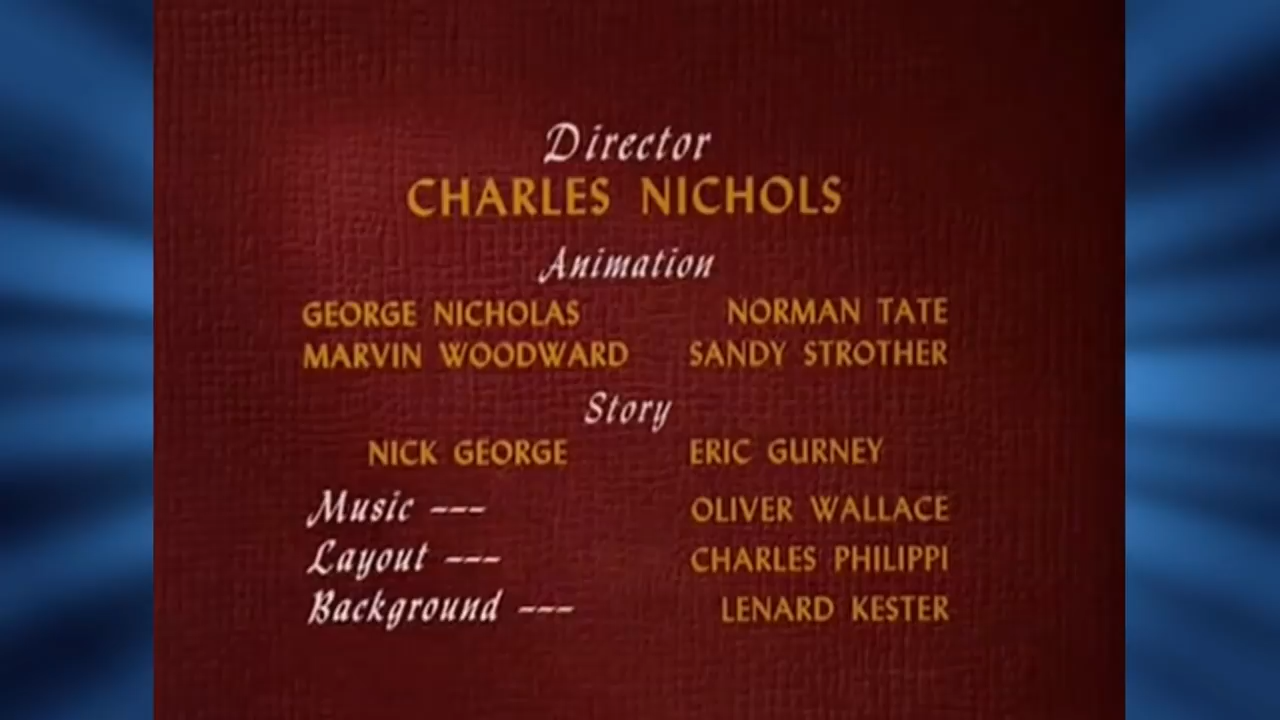 Director
CHARLES NICHOLS
Animation
GEORGE NICHOLAS NORMAN TATE
MARVIN WOODWARD SANDY STROTHER
Story
NICK GEORGE ERIC GURNEY
Music --- OLIVER WALLACE
Layout --- CHARLES PHILIPPI
Background --- LENARD KESTER